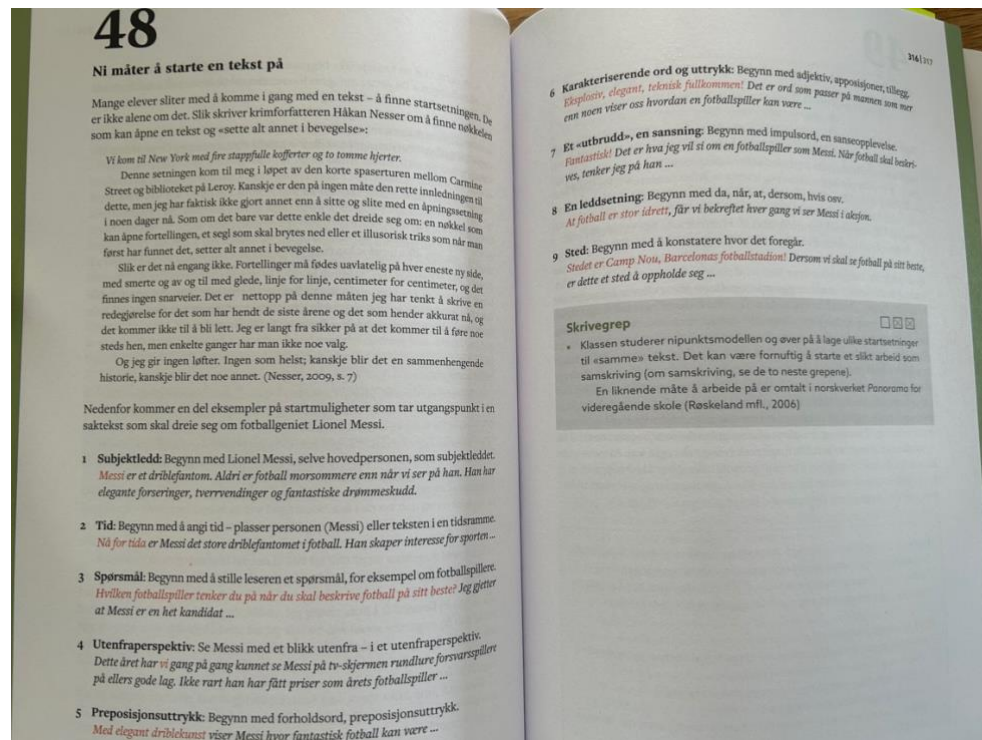 48
Ni måter å starte en tekst på
Mange elever sliter med å komme i gang med en tekst – å finne startsetningen. De
er ikke alene om det. Slik skriver krimforfatteren Håkan Nesser om å finne nøkkelen
som kan åpne en tekst og «sette alt annet i bevegelse»:
Vi kom til New York med fire stappfulle kofferter og to tomme hjerter.
Denne setningen kom til meg i løpet av den korte spaserturen mellom Carmine
Street og biblioteket på Leroy. Kanskje er den på ingen måte den rette innledningen til
dette, men jeg har faktisk ikke gjort annet enn å sitte og slite med en åpningssetning
i noen dager nå. Som om det bare var dette enkle det dreide seg om: en nøkkel som
kan åpne fortellingen, et segl som skal brytes ned eller et illusorisk triks som når man
først har funnet det, setter alt annet i bevegelse.
Slik er det nå engang ikke. Fortellinger må fødes uavlatelig på hver eneste ny side,
med smerte og av og til med glede, linje for linje, centimeter for centimeter, og det
finnes ingen snarveier. Det er nettopp på denne måten jeg har tenkt å skrive en
redegjørelse for det som har hendt de siste årene og det som hender akkurat nå, og
det kommer ikke til å bli lett. Jeg er langt fra sikker på at det kommer til å føre noe
steds hen, men enkelte ganger har man ikke noe valg.
Og jeg gir ingen løfter. Ingen som helst; kanskje blir det en sammenhengende
historie, kanskje blir det noe annet. (Nesser, 2009, s. 7)
Nedenfor kommer en del eksempler på startmuligheter som tar utgangspunkt i en
saktekst som skal dreie seg om fotballgeniet Lionel Messi.
1 Subjektledd: Begynn med Lionel Messi, selve hovedpersonen, som subjektleddet.
Messi er et driblefantom. Aldri er fotball morsommere enn når vi ser på han. Han har
elegante forseringer, tverrvendinger og fantastiske drømmeskudd.
2 Tid: Begynn med å angi tid – plasser personen (Messi) eller teksten i en tidsramme.
Nå for tida er Messi det store driblefantomet i fotball. Han skaper interesse for sporten ...
3 Spørsmål: Begynn med å stille leseren et spørsmål, for eksempel om fotballspillere.
Hvilken fotballspiller tenker du på når du skal beskrive fotball på sitt beste? Jeg gjetter
at Messi er en het kandidat ...
4 Utenfraperspektiv: Se Messi med et blikk utenfra – i et utenfraperspektiv.
Dette året har vi gang på gang kunnet se Messi på tv-skjermen rundlure forsvarsspillere
på ellers gode lag. Ikke rart han har fått priser som årets fotballspiller ...
5 Preposisjonsuttrykk: Begynn med forholdsord, preposisjonsuttrykk.
Med elegant driblekunst viser Messi hvor fantastisk fotball kan være ...
316 | 317
6 Karakteriserende ord og uttrykk: Begynn med adjektiv, apposisjoner, tillegg.
Eksplosiv, elegant, teknisk fullkommen! Det er ord som passer på mannen som mer
enn noen viser oss hvordan en fotballspiller kan være ...
7 Et «utbrudd», en sansning: Begynn med impulsord, en sanseopplevelse.
Fantastisk! Det er hva jeg vil si om en fotballspiller som Messi. Når fotball skal beskri-
ves, tenker jeg på han ...
8 En leddsetning: Begynn med da, når, at, dersom, hvis osv.
At fotball er stor idrett, får vi bekreftet hver gang vi ser Messi i aksjon.
9 Sted: Begynn med å konstatere hvor det foregår.
Stedet er Camp Nou, Barcelonas fotballstadion! Dersom vi skal se fotball på sitt beste,
er dette et sted å oppholde seg ...
Skrivegrep
• Klassen studerer nipunktsmodellen og øver på å lage ulike startsetninger
til «samme» tekst. Det kan være fornuftig å starte et slikt arbeid som
samskriving (om samskriving, se de to neste grepene).
En liknende måte å arbeide på er omtalt i norskverket Panorama for
videregående skole (Røskeland mfl., 2006)